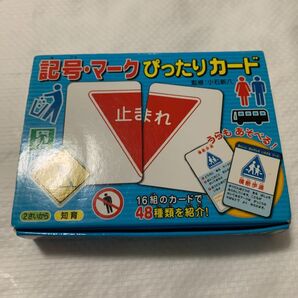 記号・マーク ぴったりカード
監修／小石新八
止まれ
うらも あそべる！
横断歩道
16組のカードで
48種類を紹介！
2さいから
知育